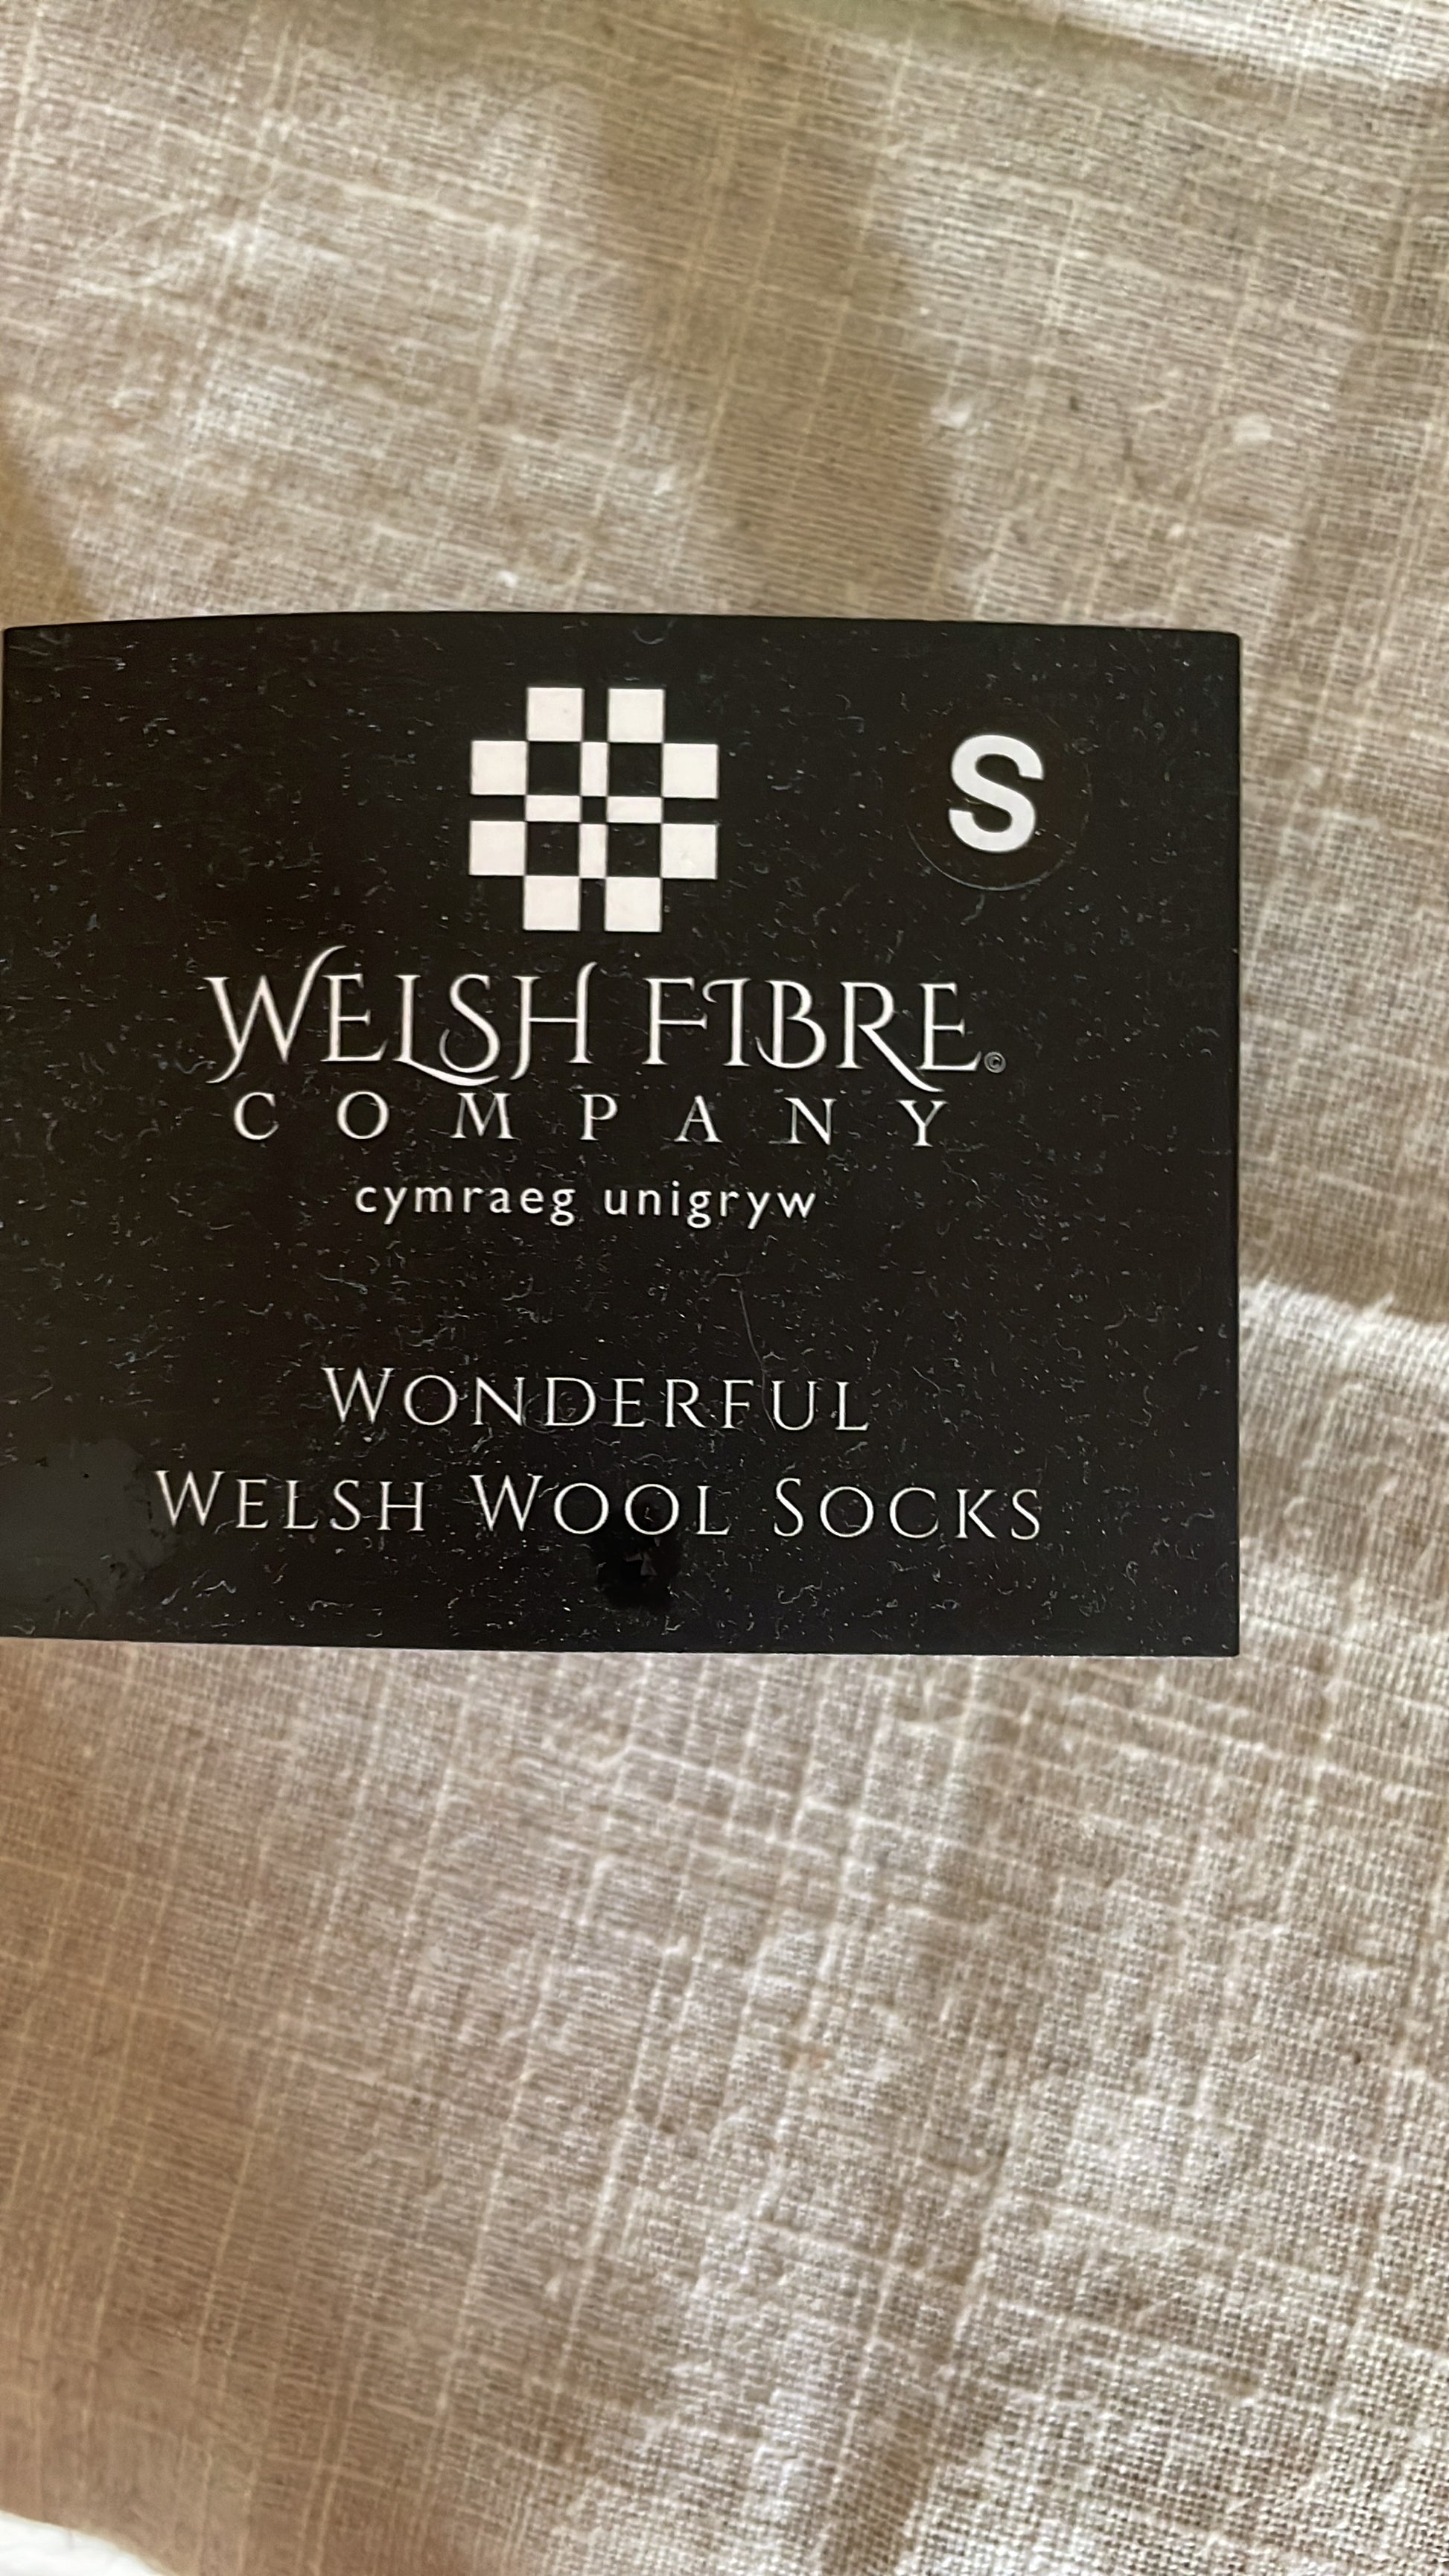 S
WELSH FIBRE©
COMPANY
cymraeg unigryw
WONDERFUL
WELSH WOOL SOCKS